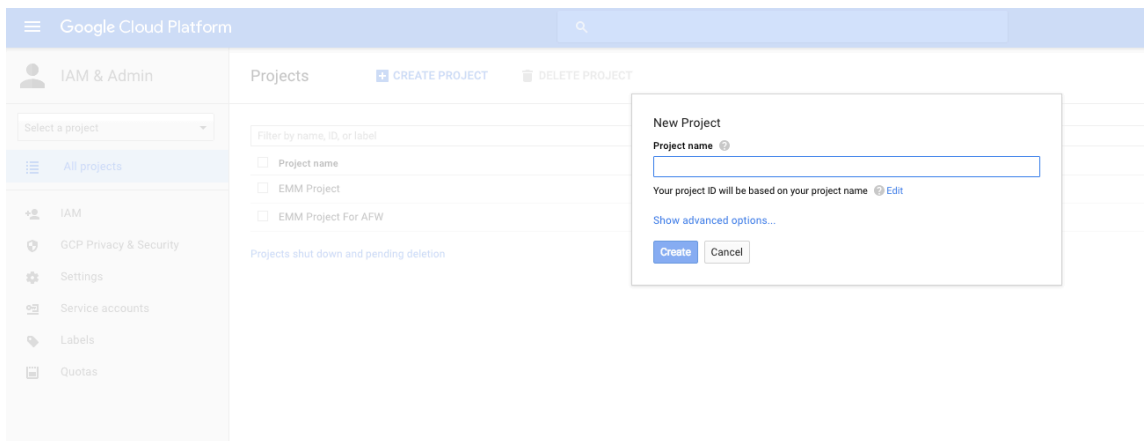 Google Cloud Platform
IAM & Admin
Projects
CREATE PROJECT
DELETE PROJECT
Select a project
All projects
IAM
GCP Privacy & Security
Settings
Service accounts
Labels
Quotas
Filter by name, ID, or label
Project name
EMM Project
EMM Project For AFW
Projects shut down and pending deletion
New Project
Project name
Your project ID will be based on your project name Edit
Show advanced options...
Create Cancel